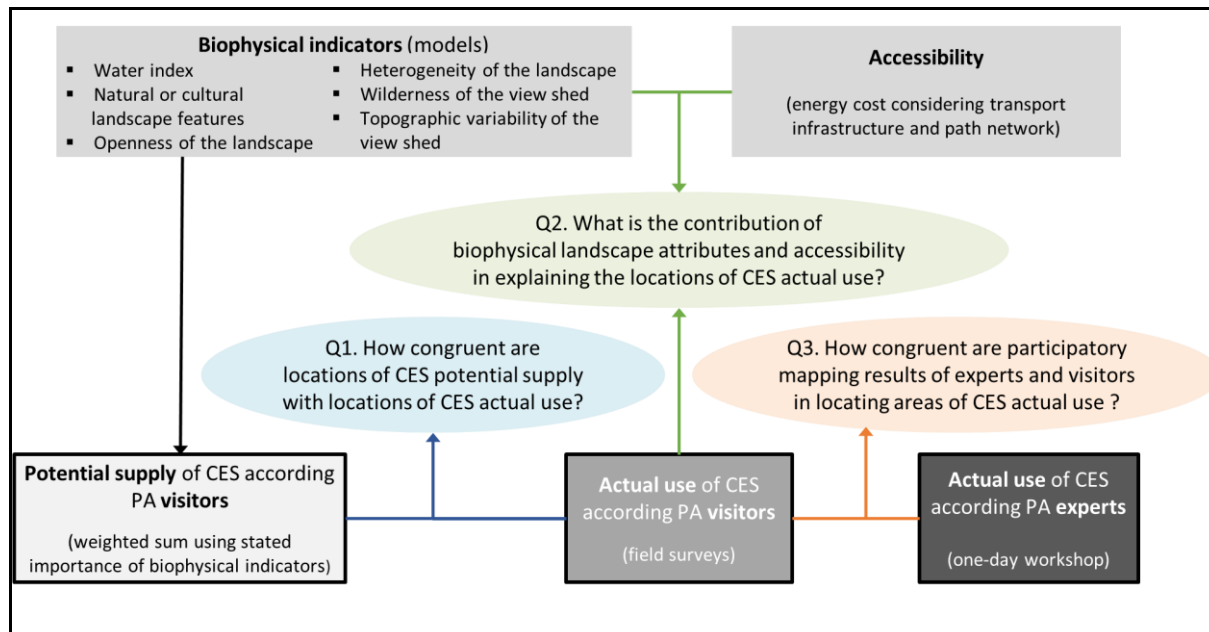 Biophysical indicators (models)
▪ Water index
▪ Natural or cultural
landscape features
▪ Openness of the landscape
▪ Heterogeneity of the landscape
▪ Wilderness of the view shed
▪ Topographic variability of the
view shed
Accessibility
(energy cost considering transport
infrastructure and path network)
Q2. What is the contribution of
biophysical landscape attributes and accessibility
in explaining the locations of CES actual use?
Q1. How congruent are
locations of CES potential supply
with locations of CES actual use?
Q3. How congruent are participatory
mapping results of experts and visitors
in locating areas of CES actual use ?
Potential supply of CES according
PA visitors
(weighted sum using stated
importance of biophysical indicators)
Actual use of CES
according PA visitors
(field surveys)
Actual use of CES
according PA experts
(one-day workshop)